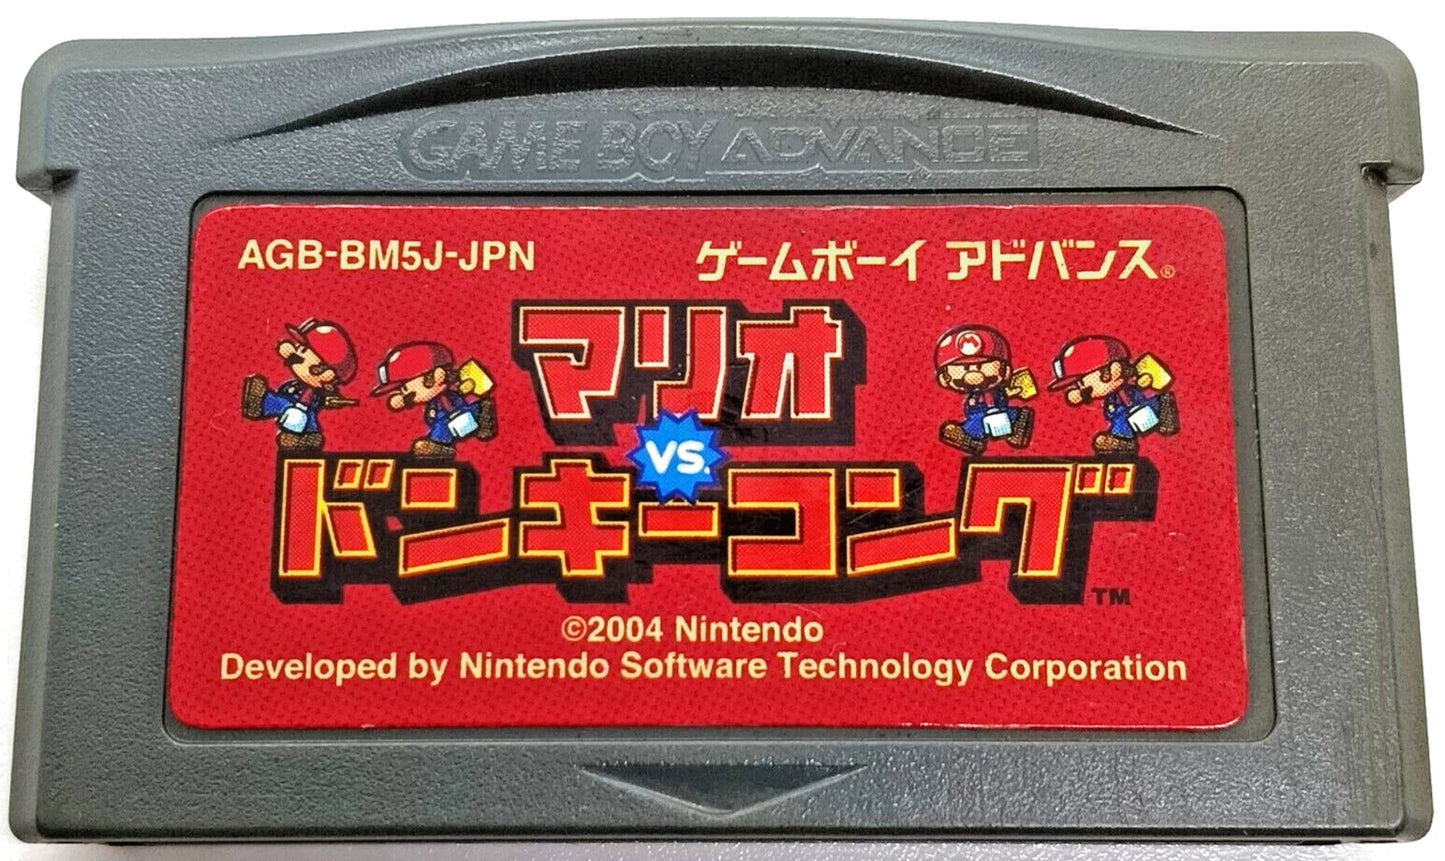 GAME BOY ADVANCE
AGB-BM5J-JPN ゲームボーイ アドバンス®
マリオ
VS.
ドンキーコング TM
©2004 Nintendo
Developed by Nintendo Software Technology Corporation